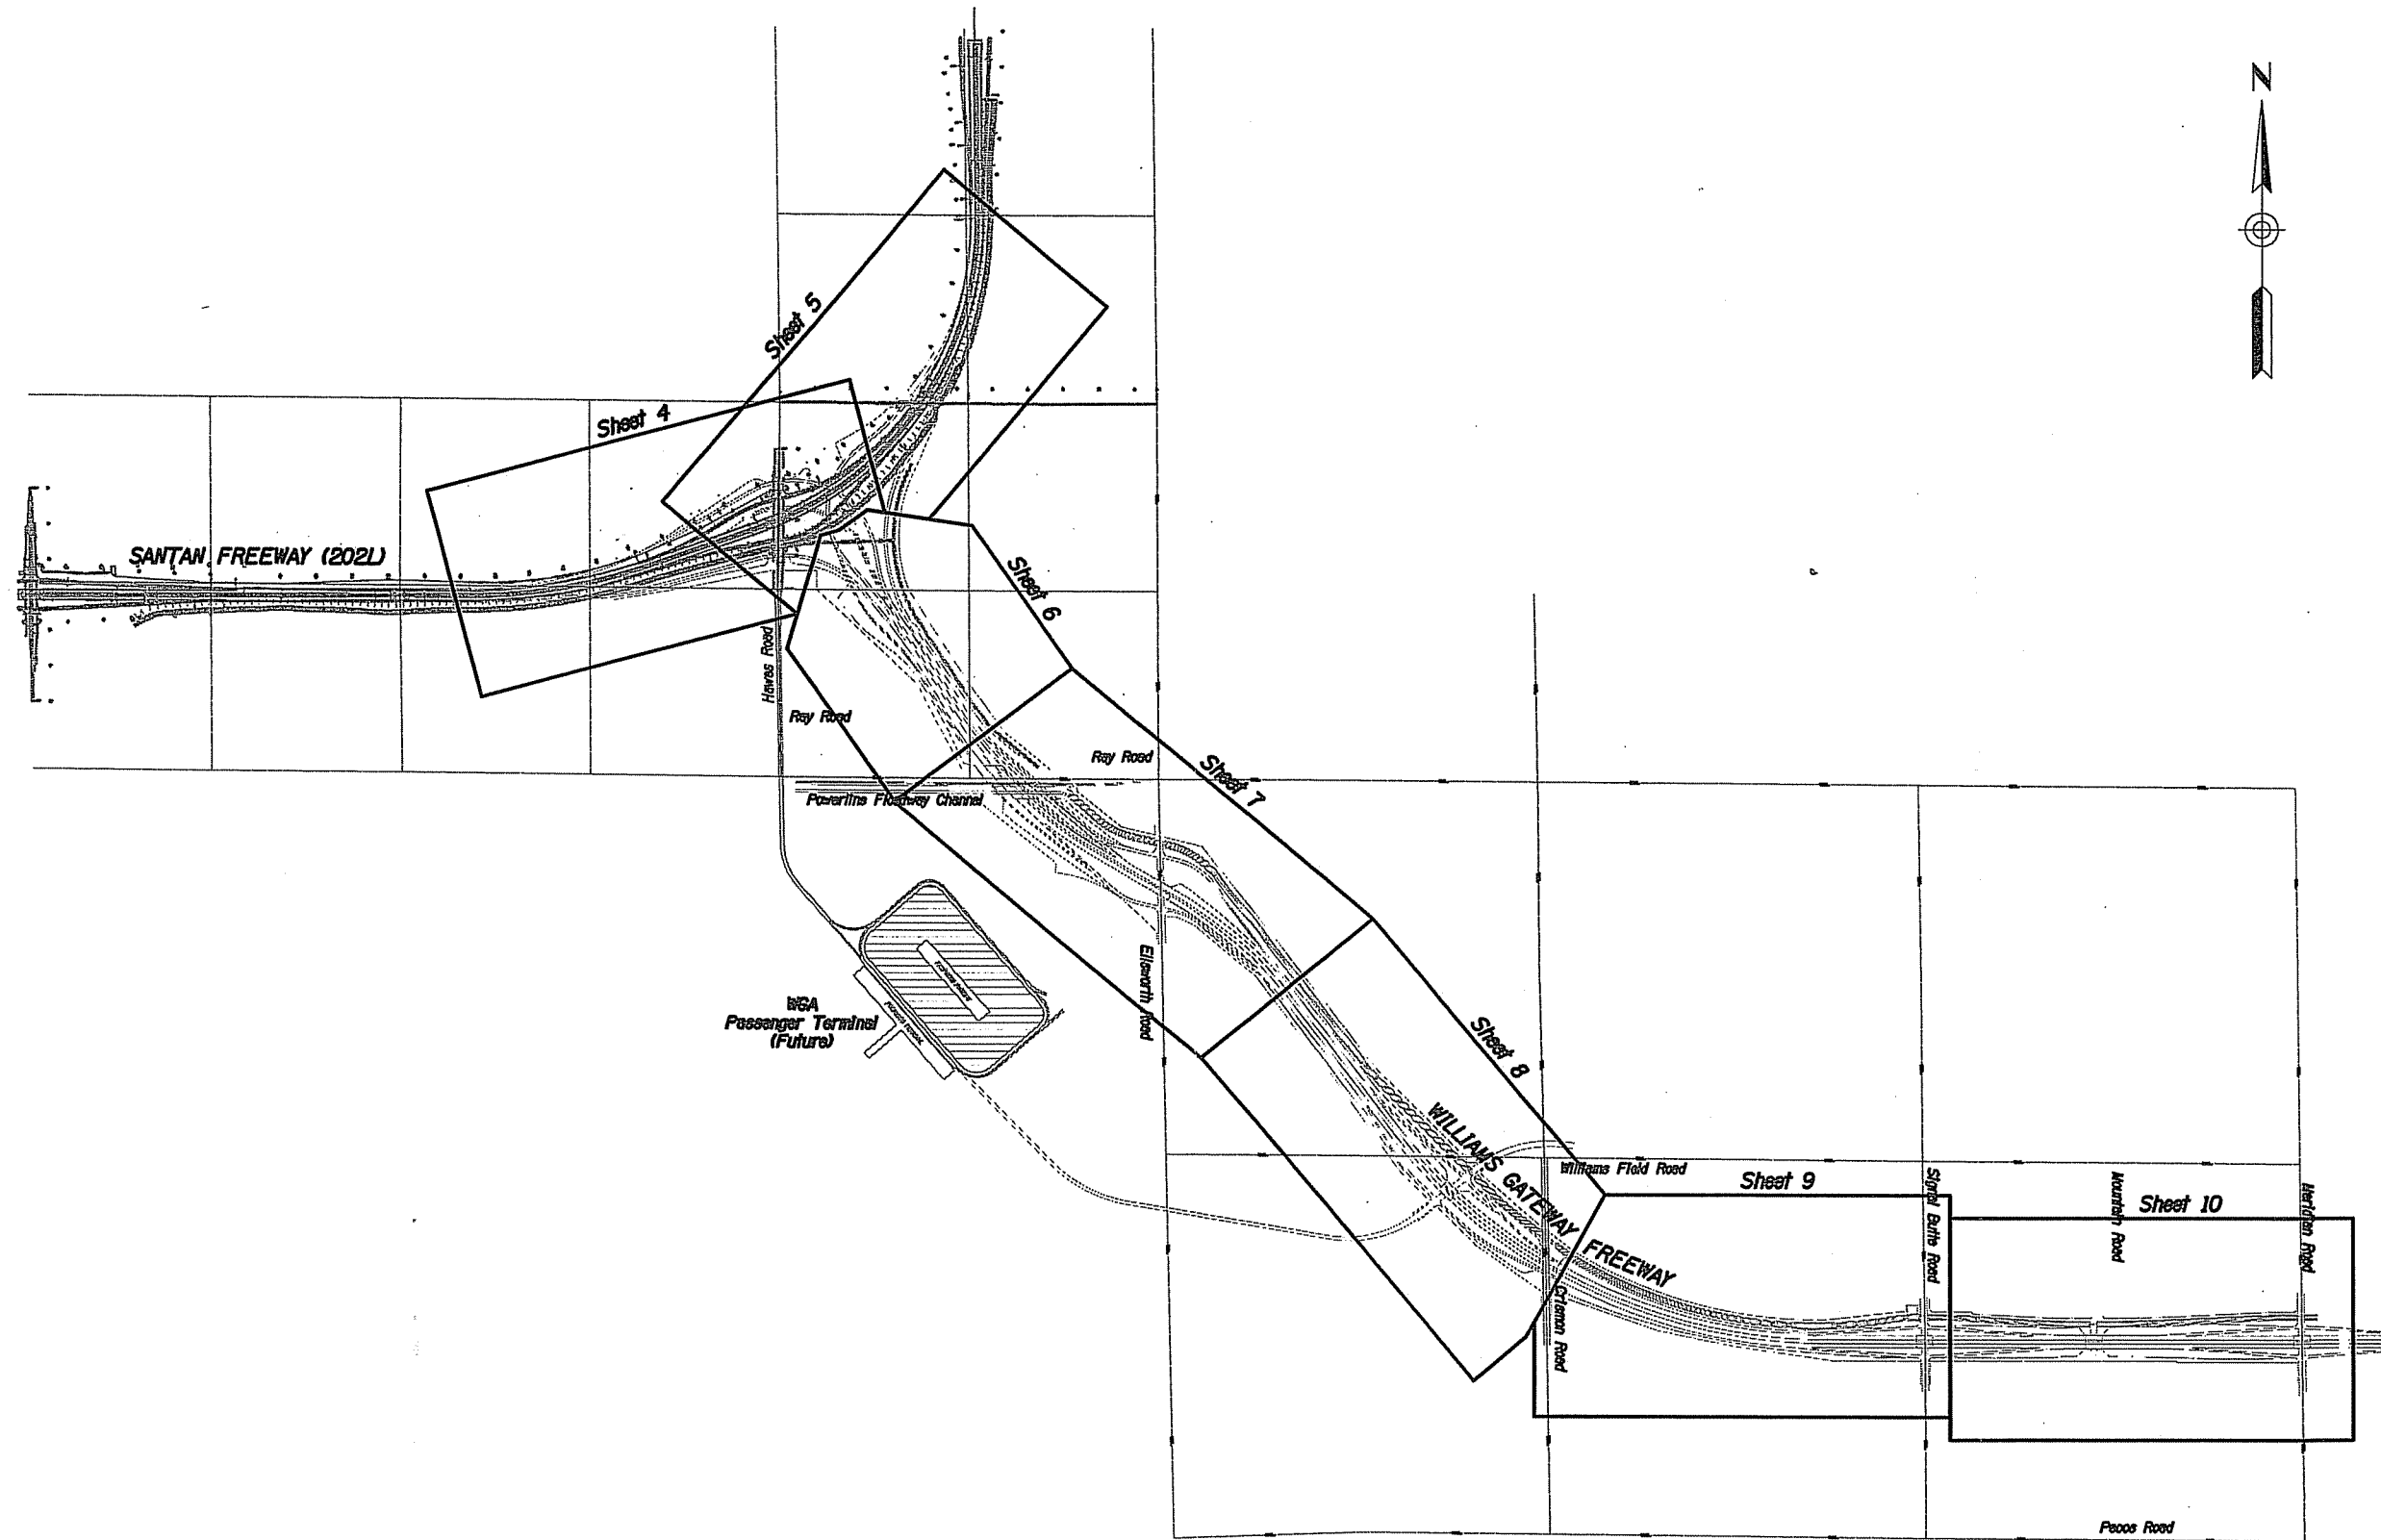 N
Sheet 5
Sheet 4
SANTAN FREEWAY (202L)
Sheet 6
Hawes Road
Ray Road
Ray Road
Sheet 7
Powerline Floodway Channel
Ellsworth Road
WGA
Passenger Terminal
(Future)
Sheet 8
WILLIAMS GATEWAY FREEWAY
Williams Field Road
Sheet 9
Signal Butte Road
Mountain Road
Sheet 10
Meridian Road
Crismon Road
Pecos Road